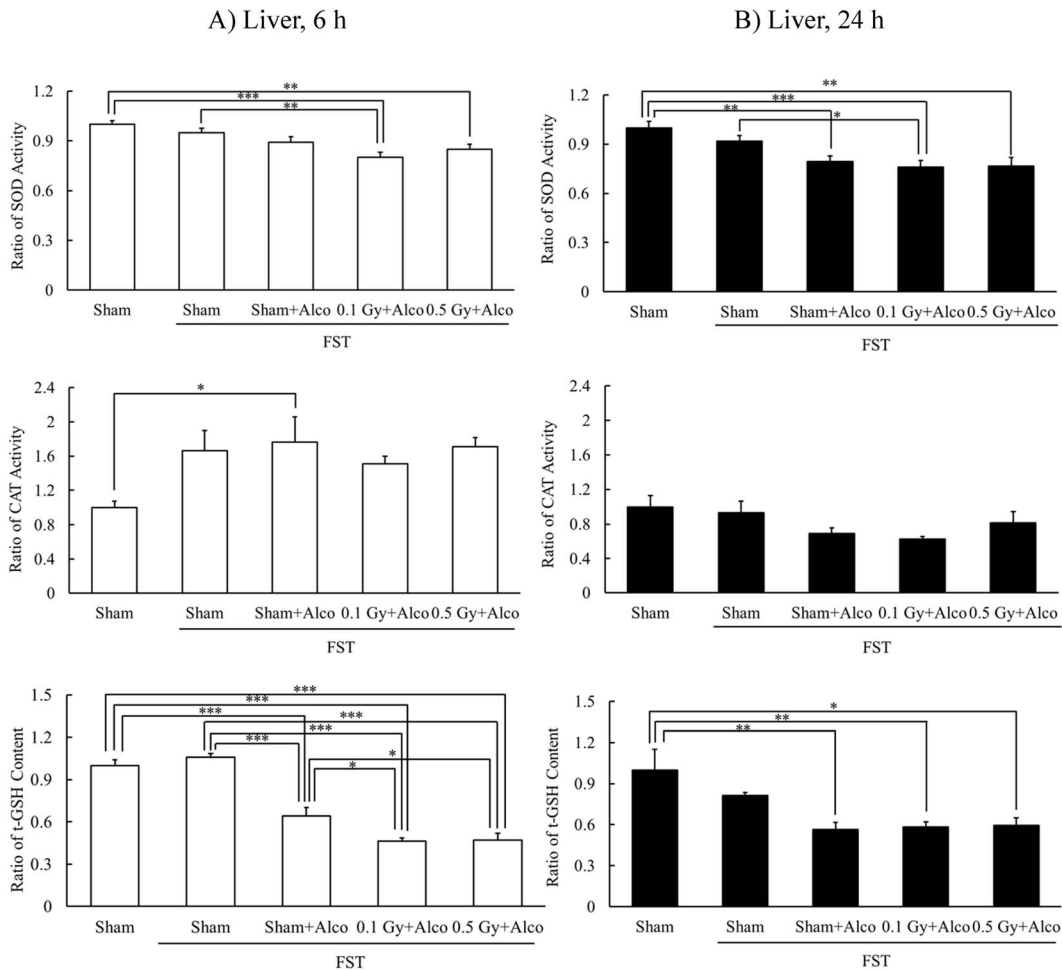 A) Liver, 6 h
Ratio of SOD Activity
1.2
0.9
0.6
0.3
0
**
***
**
Sham Sham Sham+Alco 0.1 Gy+Alco 0.5 Gy+Alco
FST
Ratio of CAT Activity
2.4
2
1.6
1.2
0.8
0.4
0
*
Sham Sham Sham+Alco 0.1 Gy+Alco 0.5 Gy+Alco
FST
Ratio of t-GSH Content
1.5
1.2
0.9
0.6
0.3
0
***
***
***
***
***
***
*
*
Sham Sham Sham+Alco 0.1 Gy+Alco 0.5 Gy+Alco
FST
B) Liver, 24 h
Ratio of SOD Activity
1.2
0.9
0.6
0.3
0
**
***
**
*
Sham Sham Sham+Alco 0.1 Gy+Alco 0.5 Gy+Alco
FST
Ratio of CAT Activity
2.4
2
1.6
1.2
0.8
0.4
0
Sham Sham Sham+Alco 0.1 Gy+Alco 0.5 Gy+Alco
FST
Ratio of t-GSH Content
1.5
1.2
0.9
0.6
0.3
0
*
**
**
Sham Sham Sham+Alco 0.1 Gy+Alco 0.5 Gy+Alco
FST